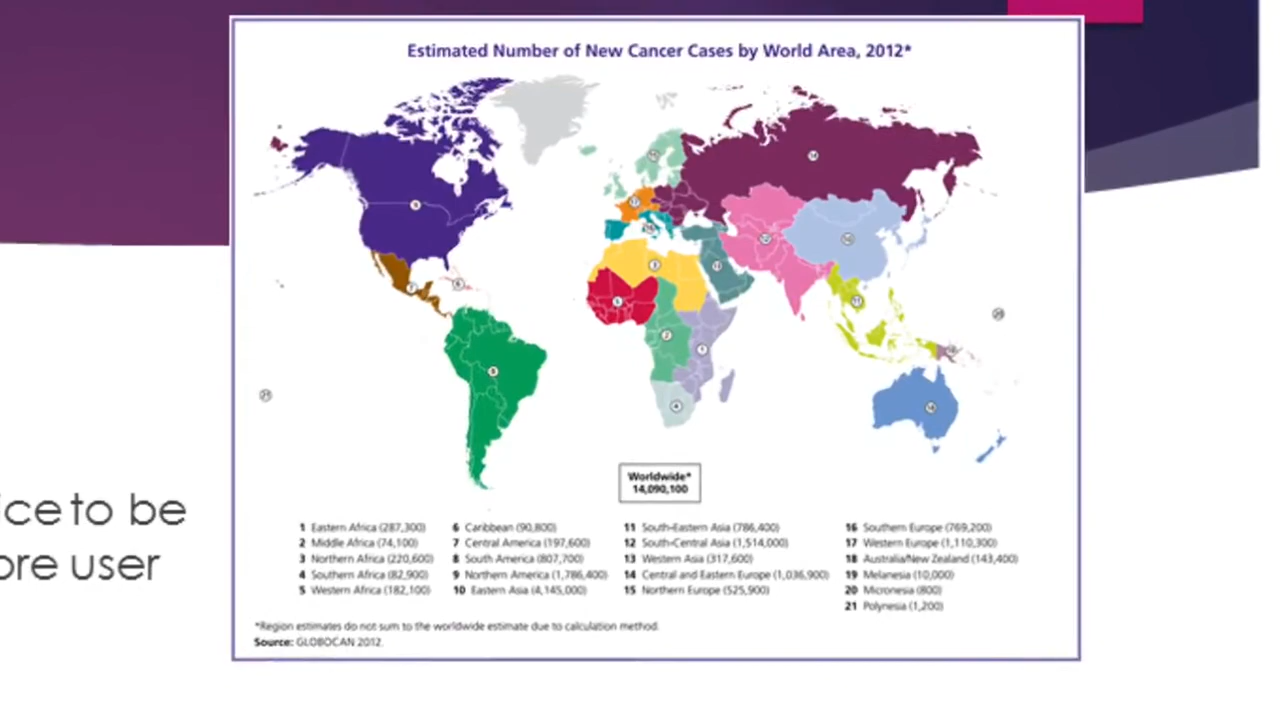 Estimated Number of New Cancer Cases by World Area, 2012*
Worldwide*
14,090,100
1 Eastern Africa (287,300)
2 Middle Africa (74,100)
3 Northern Africa (220,600)
4 Southern Africa (82,900)
5 Western Africa (182,100)
6 Caribbean (90,800)
7 Central America (197,600)
8 South America (807,700)
9 Northern America (1,786,400)
10 Eastern Asia (4,145,000)
11 South-Eastern Asia (786,400)
12 South-Central Asia (1,514,000)
13 Western Asia (317,600)
14 Central and Eastern Europe (1,036,900)
15 Northern Europe (525,900)
16 Southern Europe (769,200)
17 Western Europe (1,110,300)
18 Australia/New Zealand (143,400)
19 Melanesia (10,000)
20 Micronesia (800)
21 Polynesia (1,200)
*Region estimates do not sum to the worldwide estimate due to calculation method.
Source: GLOBOCAN 2012.
ice to be
ore user